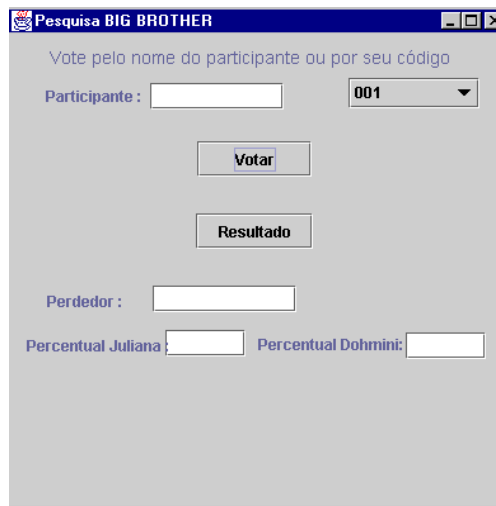 Pesquisa BIG BROTHER
Vote pelo nome do participante ou por seu código
Participante : 001
Votar
Resultado
Perdedor :
Percentual Juliana : Percentual Dohmini: